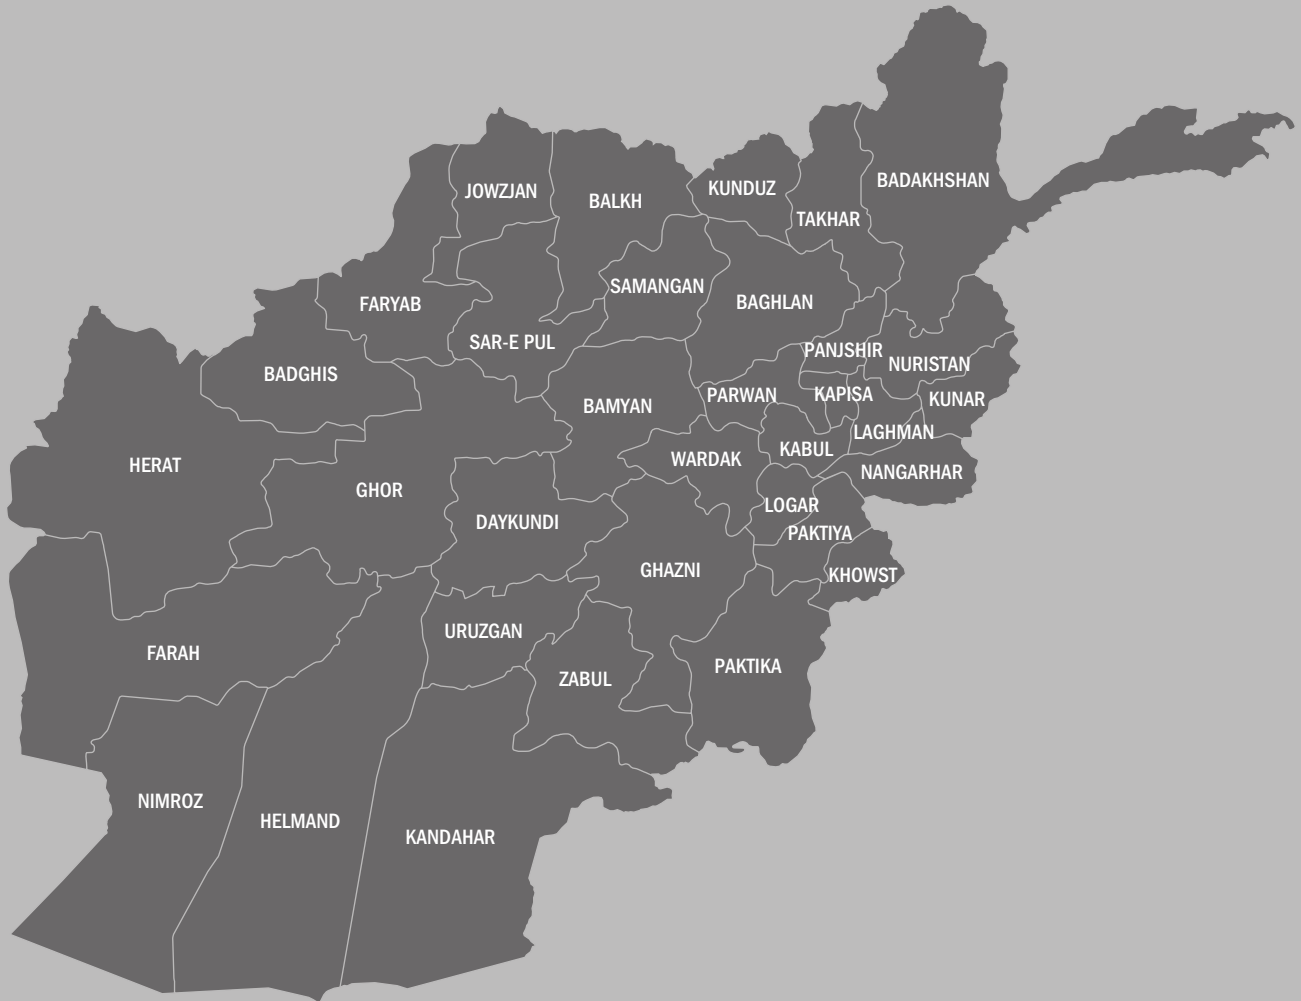 BADAKHSHAN
KUNDUZ
JOWZJAN
BALKH
TAKHAR
SAMANGAN
BAGHLAN
FARYAB
SAR-E PUL
PANJSHIR
NURISTAN
BADGHIS
PARWAN
KAPISA
KUNAR
BAMYAN
LAGHMAN
KABUL
WARDAK
HERAT
NANGARHAR
GHOR
LOGAR
DAYKUNDI
PAKTIYA
GHAZNI
KHOWST
URUZGAN
FARAH
PAKTIKA
ZABUL
NIMROZ
HELMAND
KANDAHAR